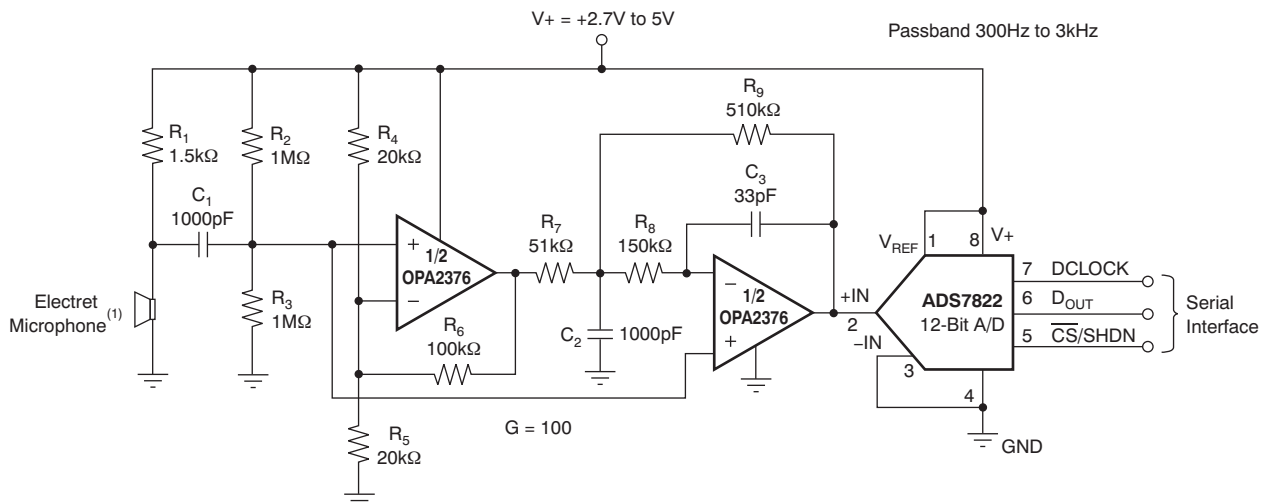 V+ = +2.7V to 5V
Passband 300Hz to 3kHz
R1
1.5kΩ
R2
1MΩ
R4
20kΩ
R9
510kΩ
C3
33pF
C1
1000pF
R7
51kΩ
R8
150kΩ
VREF
1
8
V+
+
1/2
OPA2376
−
−
1/2
OPA2376
+
7
DCLOCK
Electret
Microphone(1)
R3
1MΩ
R6
100kΩ
C2
1000pF
+IN
2
−IN
3
ADS7822
12-Bit A/D
6
DOUT
5
CS/SHDN
Serial
Interface
4
G = 100
R5
20kΩ
GND